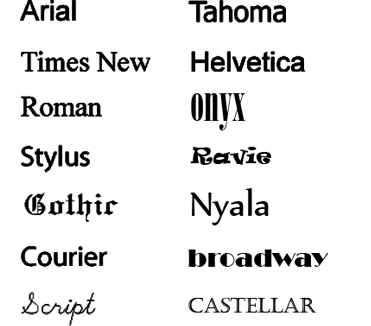 Arial
Times New
Roman
Stylus
Gothic
Courier
Script
Tahoma
Helvetica
onyx
Ravie
Nyala
broadway
CASTELLAR